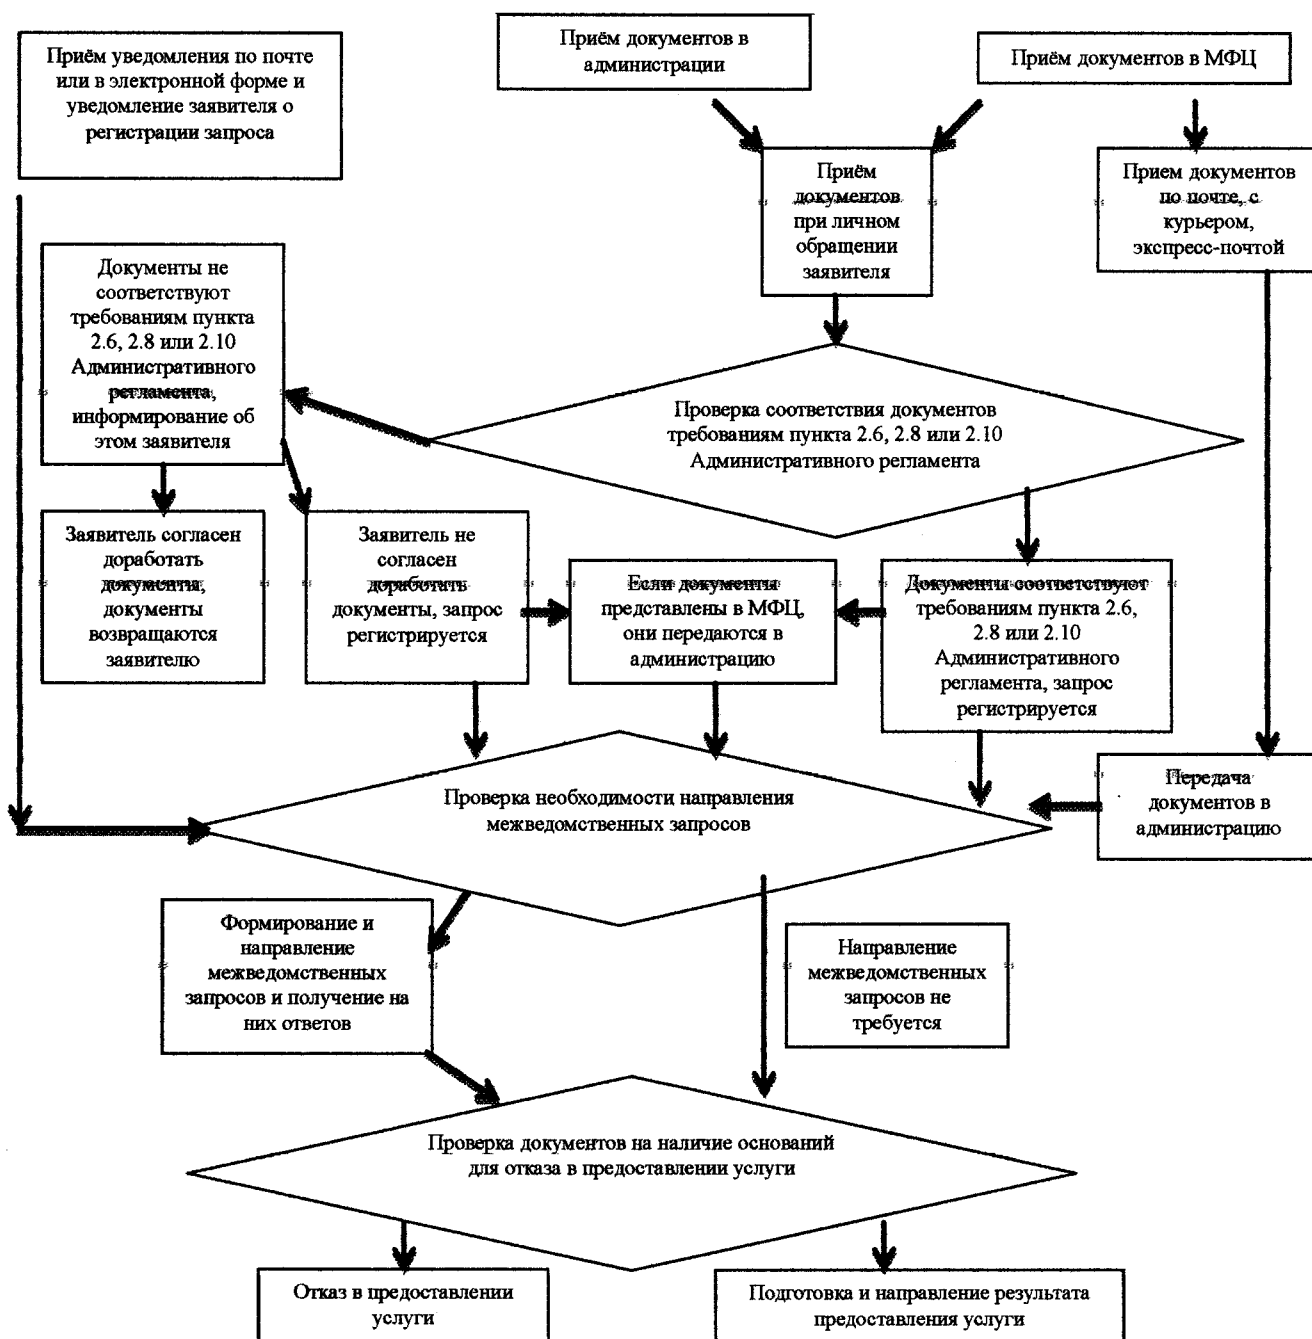 Приём уведомления по почте
или в электронной форме и
уведомление заявителя о
регистрации запроса
Приём документов в
администрации
Приём документов в МФЦ
Приём
документов
при личном
обращении
заявителя
Прием документов
по почте, с
курьером,
экспресс-почтой
Документы не
соответствуют
требованиям пункта
2.6, 2.8 или 2.10
Административного
регламента,
информирование об
этом заявителя
Проверка соответствия документов
требованиям пункта 2.6, 2.8 или 2.10
Административного регламента
Заявитель согласен
доработать
документы,
документы
возвращаются
заявителю
Заявитель не
согласен
доработать
документы, запрос
регистрируется
Если документы
представлены в МФЦ,
они передаются в
администрацию
Документы соответствуют
требованиям пункта 2.6,
2.8 или 2.10
Административного
регламента, запрос
регистрируется
Проверка необходимости направления
межведомственных запросов
Передача
документов в
администрацию
Формирование и
направление
межведомственных
запросов и получение на
них ответов
Направление
межведомственных
запросов не
требуется
Проверка документов на наличие оснований
для отказа в предоставлении услуги
Отказ в предоставлении
услуги
Подготовка и направление результата
предоставления услуги